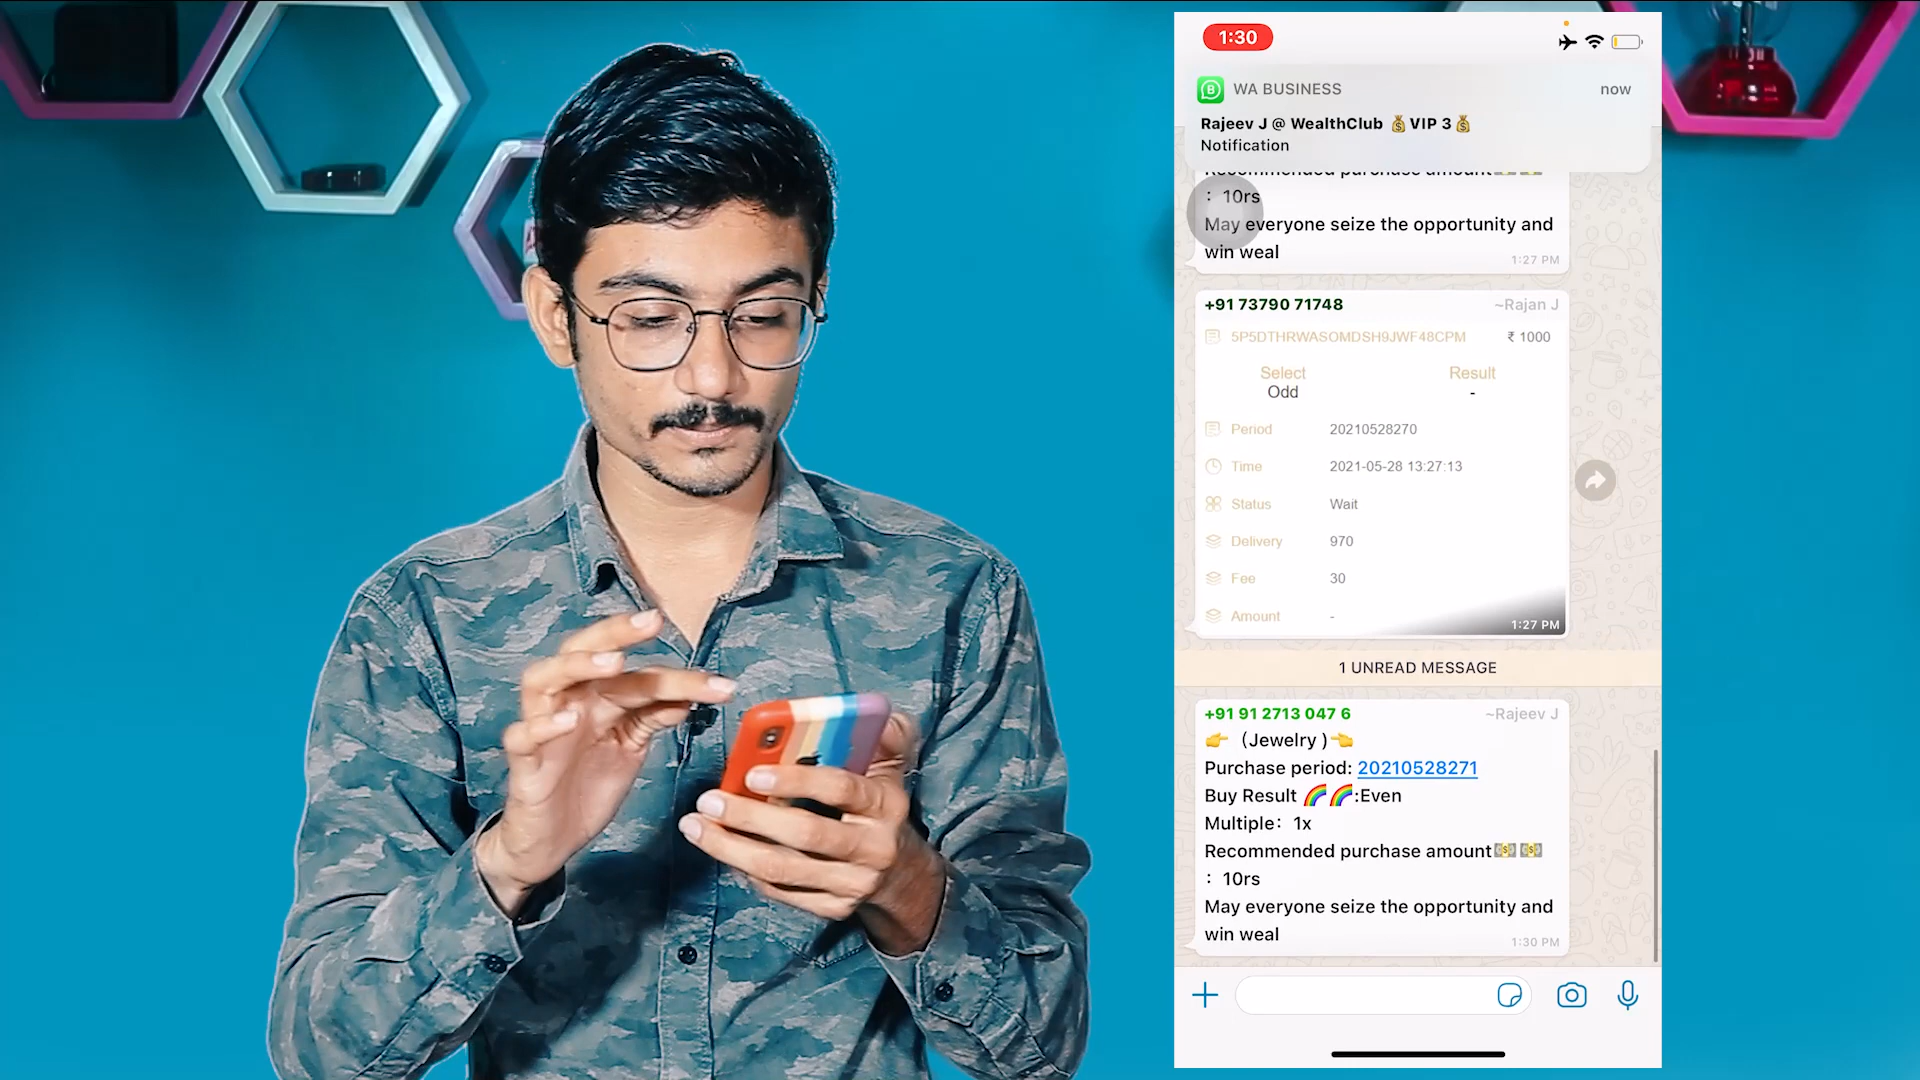 1:30
WA BUSINESS
now
Rajeev J @ WealthClub 💰VIP 3💰
Notification
Recommended purchase amount💵 💵
: 10rs
May everyone seize the opportunity and
win weal
1:27 PM
+91 73790 71748
~Rajan J
5P5DTHRWASOMDSH9JWF48CPM
₹ 1000
Select
Result
Odd
-
Period
20210528270
Time
2021-05-28 13:27:13
Status
Wait
Delivery
970
Fee
30
Amount
-
1:27 PM
1 UNREAD MESSAGE
+91 91 2713 047 6
~Rajeev J
👉 (Jewelry )👈
Purchase period: 20210528271
Buy Result 🌈🌈:Even
Multiple: 1x
Recommended purchase amount💵 💵
: 10rs
May everyone seize the opportunity and
win weal
1:30 PM